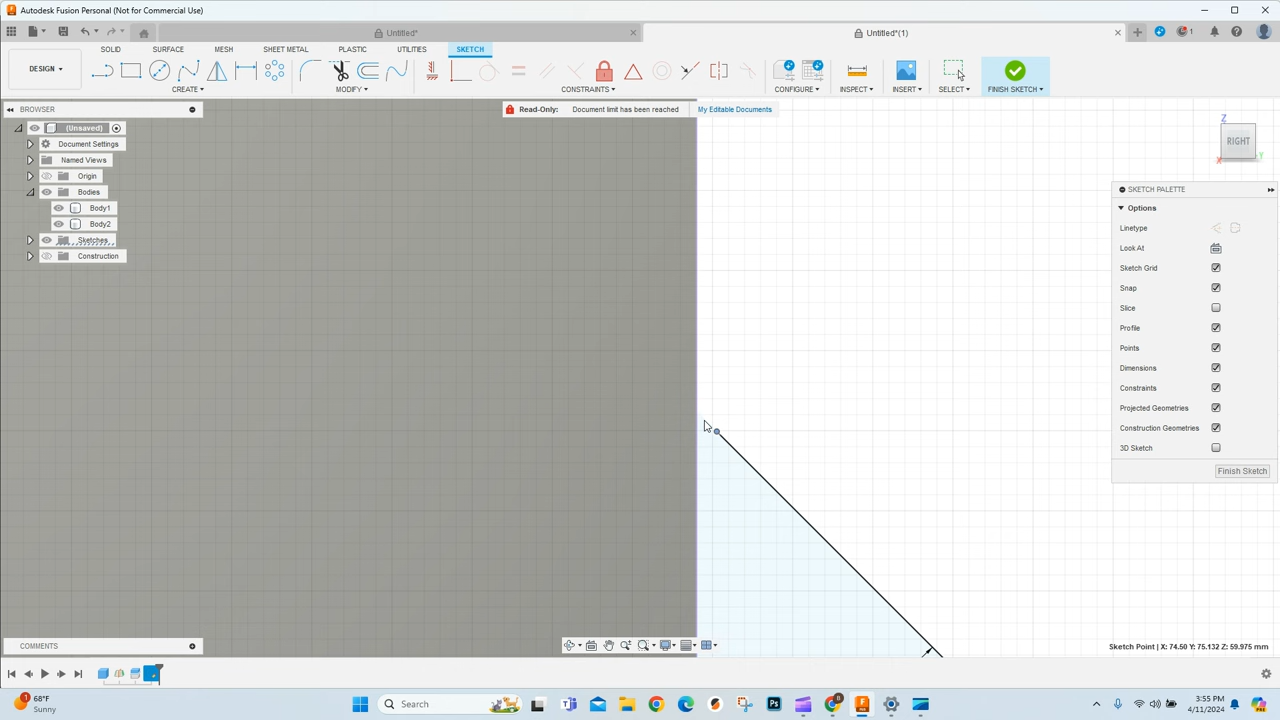 Autodesk Fusion Personal (Not for Commercial Use)
Untitled*
Untitled*(1)
1
SOLID SURFACE MESH SHEET METAL PLASTIC UTILITIES SKETCH
DESIGN
CREATE MODIFY CONSTRAINTS CONFIGURE INSPECT INSERT SELECT FINISH SKETCH
BROWSER
Read-Only: Document limit has been reached My Editable Documents
(Unsaved)
Document Settings
Named Views
Origin
Bodies
Body1
Body2
Sketches
Construction
Z
RIGHT
X
Y
SKETCH PALETTE
Options
Linetype
Look At
Sketch Grid
Snap
Slice
Profile
Points
Dimensions
Constraints
Projected Geometries
Construction Geometries
3D Sketch
Finish Sketch
COMMENTS
Sketch Point | X: 74.50 Y: 75.132 Z: 59.975 mm
1
68°F
Sunny
Search
Ps
3:55 PM
4/11/2024